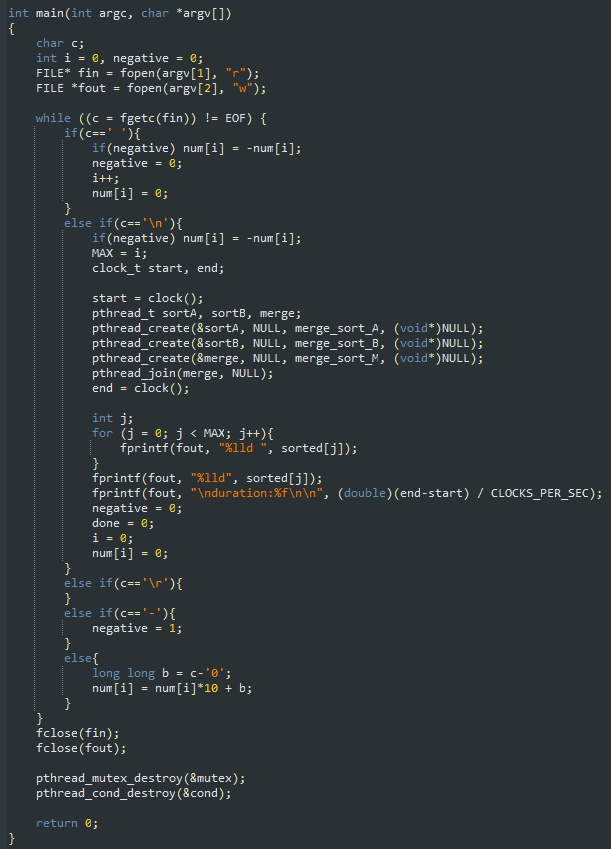 int main(int argc, char *argv[])
{
    char c;
    int i = 0, negative = 0;
    FILE* fin = fopen(argv[1], "r");
    FILE *fout = fopen(argv[2], "w");

    while ((c = fgetc(fin)) != EOF) {
        if(c==' '){
            if(negative) num[i] = -num[i];
            negative = 0;
            i++;
            num[i] = 0;
        }
        else if(c=='\n'){
            if(negative) num[i] = -num[i];
            MAX = i;
            clock_t start, end;

            start = clock();
            pthread_t sortA, sortB, merge;
            pthread_create(&sortA, NULL, merge_sort_A, (void*)NULL);
            pthread_create(&sortB, NULL, merge_sort_B, (void*)NULL);
            pthread_create(&merge, NULL, merge_sort_M, (void*)NULL);
            pthread_join(merge, NULL);
            end = clock();

            int j;
            for (j = 0; j < MAX; j++){
                fprintf(fout, "%lld ", sorted[j]);
            }
            fprintf(fout, "%lld", sorted[j]);
            fprintf(fout, "\nduration:%f\n\n", (double)(end-start) / CLOCKS_PER_SEC);
            negative = 0;
            done = 0;
            i = 0;
            num[i] = 0;
        }
        else if(c=='\r'){
        }
        else if(c=='-'){
            negative = 1;
        }
        else{
            long long b = c-'0';
            num[i] = num[i]*10 + b;
        }
    }
    fclose(fin);
    fclose(fout);

    pthread_mutex_destroy(&mutex);
    pthread_cond_destroy(&cond);

    return 0;
}